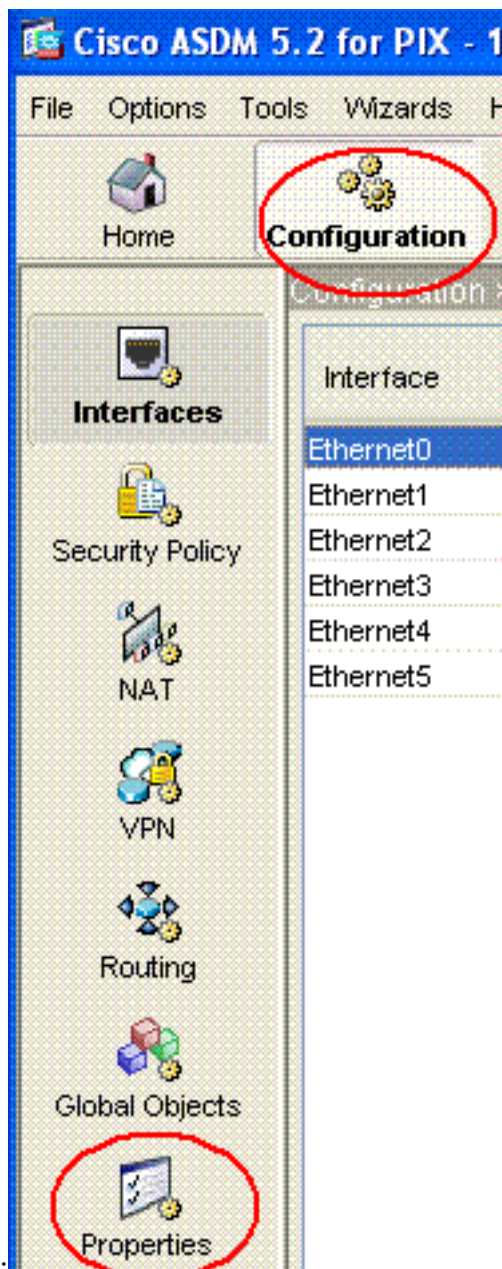 Cisco ASDM 5.2 for PIX - 1
File Options Tools Wizards H
Home
Configuration
Configuration >
Interfaces
Interface
Ethernet0
Ethernet1
Ethernet2
Ethernet3
Ethernet4
Ethernet5
Security Policy
NAT
VPN
Routing
Global Objects
Properties
.